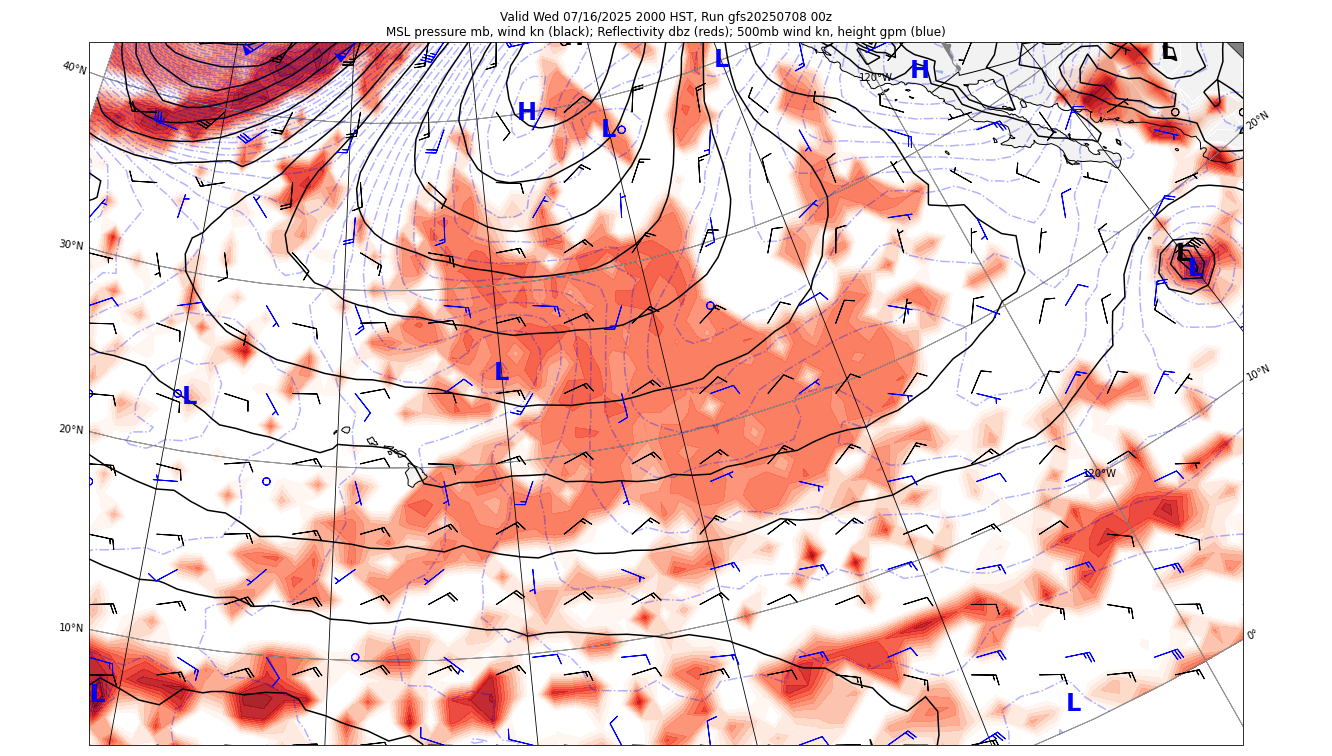 Valid Wed 07/16/2025 2000 HST, Run gfs20250708 00z
MSL pressure mb, wind kn (black); Reflectivity dbz (reds); 500mb wind kn, height gpm (blue)
L
L
40°N
H
120°W
H
L
20°N
30°N
L
L
L
10°N
L
20°N
120°W
10°N
0°
L
L